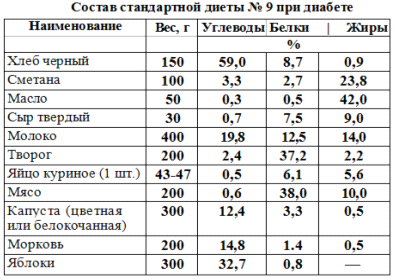 Состав стандартной диеты № 9 при диабете
Наименование Вес, г Углеводы Белки | Жиры
%
Хлеб черный 150 59,0 8,7 0,9
Сметана 100 3,3 2,7 23,8
Масло 50 0,3 0,5 42,0
Сыр твердый 30 0,7 7,5 9,0
Молоко 400 19,8 12,5 14,0
Творог 200 2,4 37,2 2,2
Яйцо куриное (1 шт.) 43-47 0,5 6,1 5,6
Мясо 200 0,6 38,0 10,0
Капуста (цветная 300 12,4 3,3 0,5
или белокочанная)
Морковь 200 14,8 1.4 0,5
Яблоки 300 32,7 0,8 —